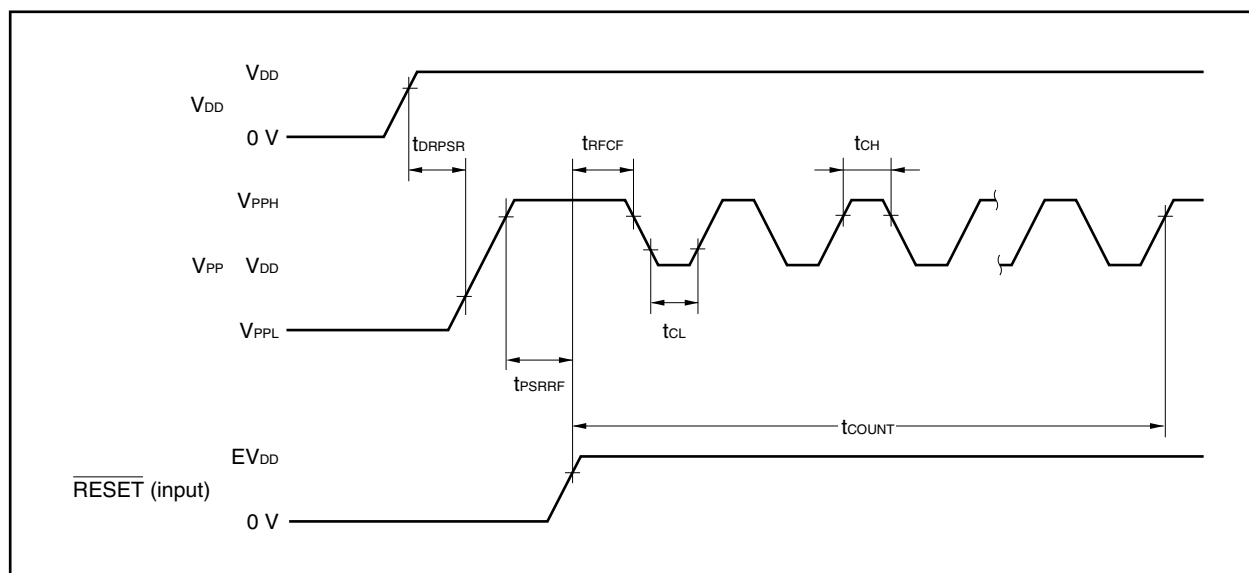 VDD
VDD
0 V
tDRPSR
tRFCF
tCH
VPPH
VPP VDD
tCL
VPPL
tPSRRF
tCOUNT
EVDD
RESET (input)
0 V